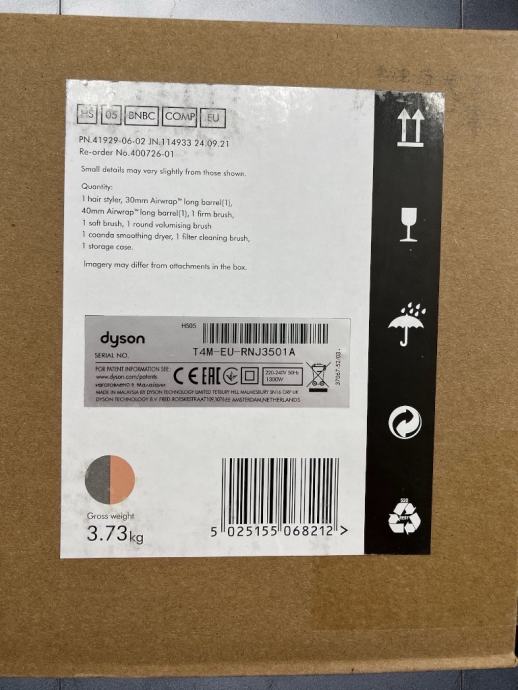 HS 05 BNBC COMP EU
PN.41929-06-02 JN.114933 24.09.21
Re-order No.400726-01
Small details may vary slightly from those shown.
Quantity:
1 hair styler, 30mm Airwrap™ long barrel(1),
40mm Airwrap™ long barrel(1), 1 firm brush,
1 soft brush, 1 round volumising brush
1 coanda smoothing dryer, 1 filter cleaning brush,
1 storage case.
Imagery may differ from attachments in the box.
dyson
HS05
SERIAL NO.
T4M-EU-RNJ3501A
FOR PATENT INFORMATION SEE:
www.dyson.com/patents
изготовлено в Малайзии
CE EAC
220-240V 50Hz
1300W
MADE IN MALAYSIA BY DYSON TECHNOLOGY LIMITED TETBURY HILL MALMESBURY SN16 0RP UK
DYSON TECHNOLOGY B.V. FRED. ROESKESTRAAT109,1076EE AMSTERDAM,NETHERLANDS
Gross weight
3.73kg
5 025155 068212 >